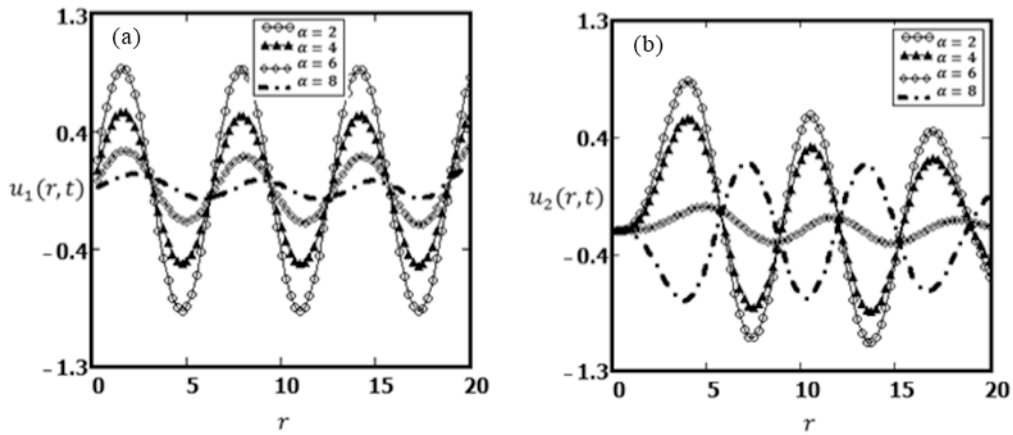 (a)
1.3
0.4
−0.4
−1.3
u₁(r,t)
α = 2
α = 4
α = 6
α = 8
0 5 10 15 20
r
(b)
1.3
0.4
−0.4
−1.3
u₂(r,t)
α = 2
α = 4
α = 6
α = 8
0 5 10 15 20
r